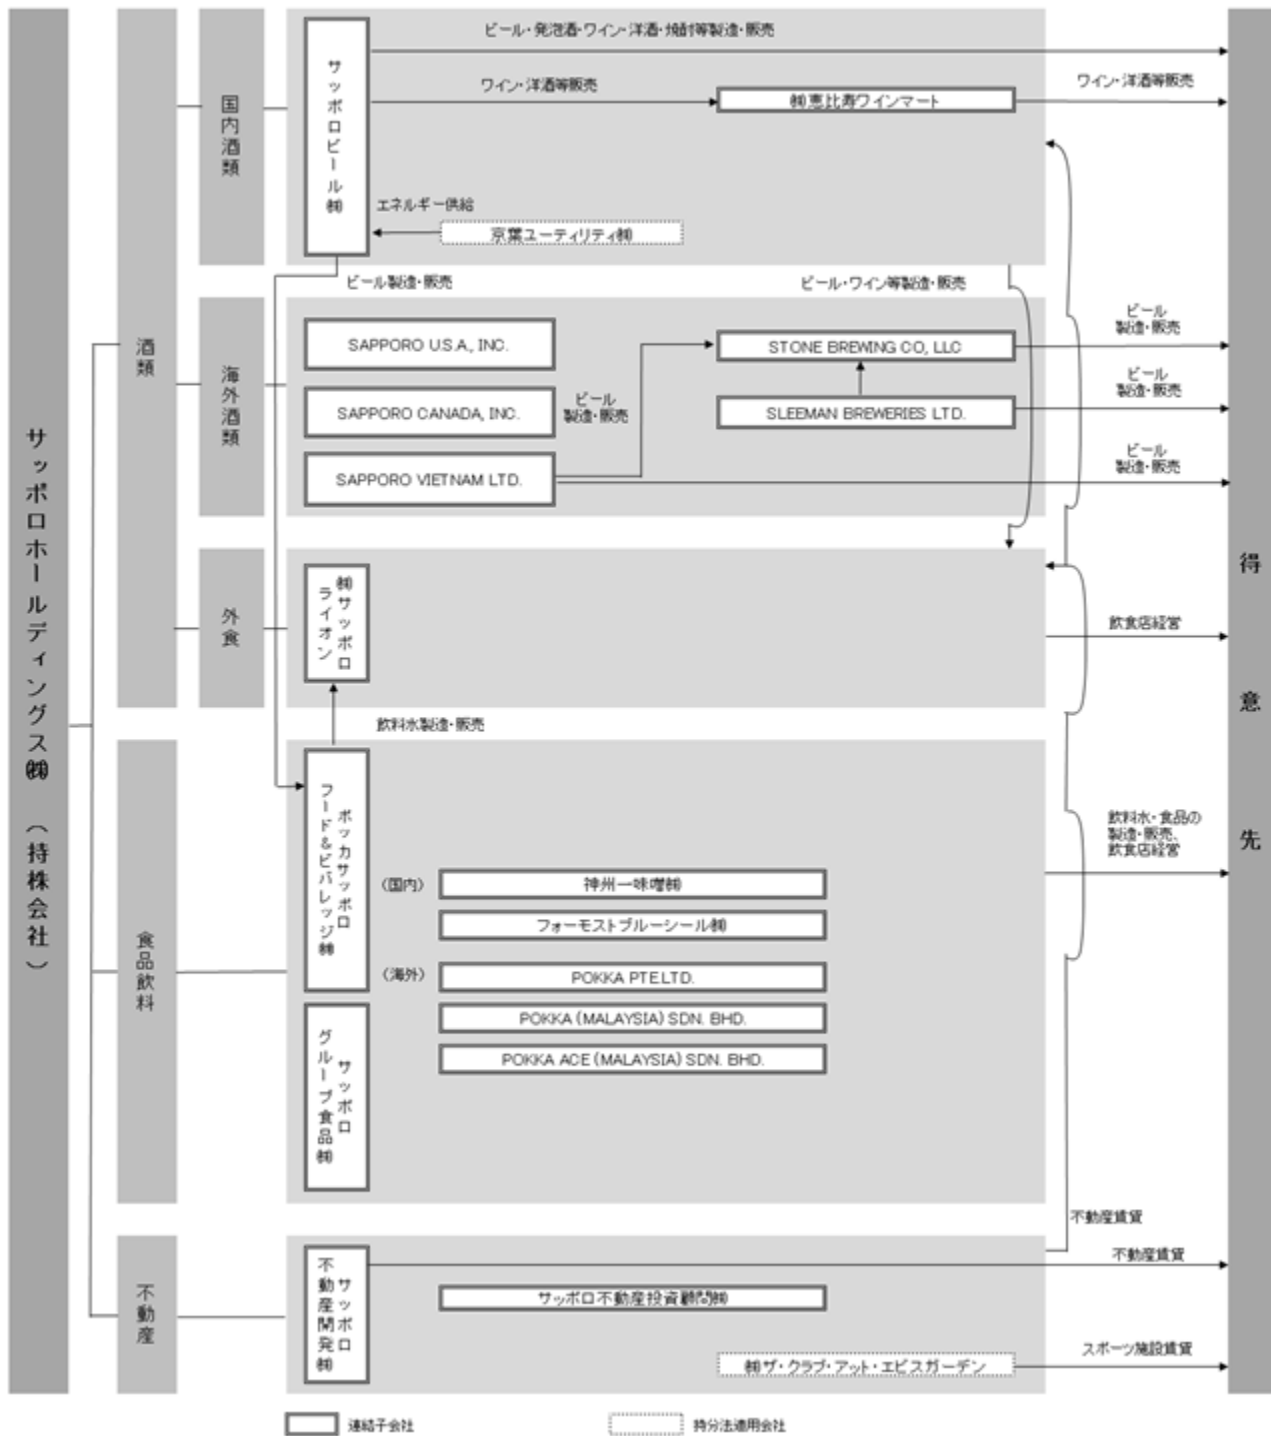 サッポロホールディングス㈱ (持株会社)
酒類
国内酒類
サッポロビール㈱
ビール・発泡酒・ワイン・洋酒・焼酎等製造・販売
ワイン・洋酒等販売
㈱恵比寿ワインマート
ワイン・洋酒等販売
エネルギー供給
京葉ユーティリティ㈱
ビール製造・販売
ビール・ワイン等製造・販売
海外酒類
SAPPORO U.S.A., INC.
SAPPORO CANADA, INC.
SAPPORO VIETNAM LTD.
ビール
製造・販売
STONE BREWING CO., LLC
SLEEMAN BREWERIES LTD.
ビール
製造・販売
ビール
製造・販売
ビール
製造・販売
外食
㈱サッポロ
ライオン
飲食店経営
飲料水製造・販売
食品飲料
ポッカサッポロ
フード&ビバレッジ㈱
(国内)
神州一味噌㈱
フォーモストブルーシール㈱
(海外)
POKKA PTE.LTD.
POKKA (MALAYSIA) SDN. BHD.
POKKA ACE (MALAYSIA) SDN. BHD.
サッポロ
グループ食品㈱
飲料水・食品の
製造・販売、
飲食店経営
不動産
サッポロ
不動産開発㈱
不動産賃貸
不動産賃貸
サッポロ不動産投資顧問㈱
㈱ザ・クラブ・アット・エビスガーデン
スポーツ施設賃貸
得意先
連結子会社
持分法適用会社